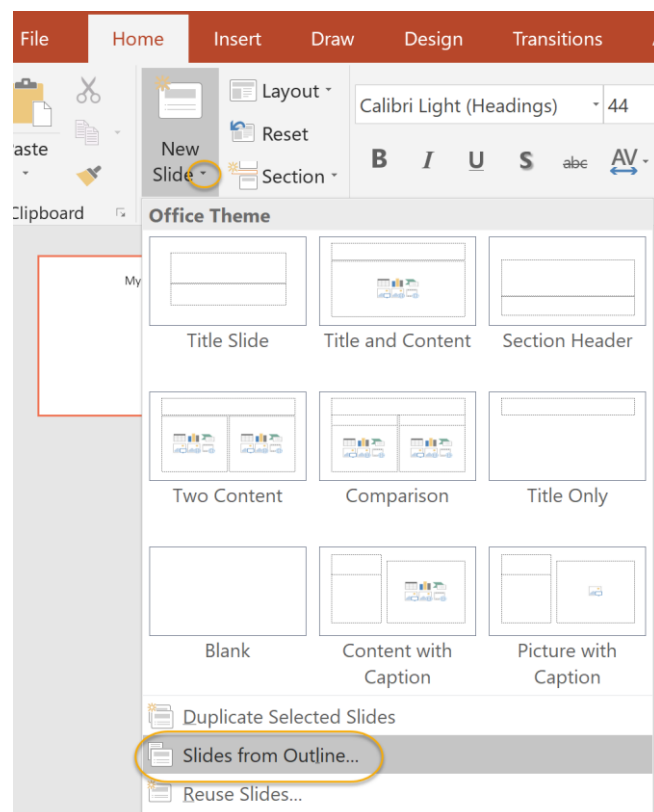 File Home Insert Draw Design Transitions
Layout
Calibri Light (Headings) 44
Reset
New
Slide
Section
B I U S abc AV
Clipboard
Office Theme
My
Title Slide Title and Content Section Header
Two Content Comparison Title Only
Blank Content with Caption Picture with Caption
Duplicate Selected Slides
Slides from Outline...
Reuse Slides...